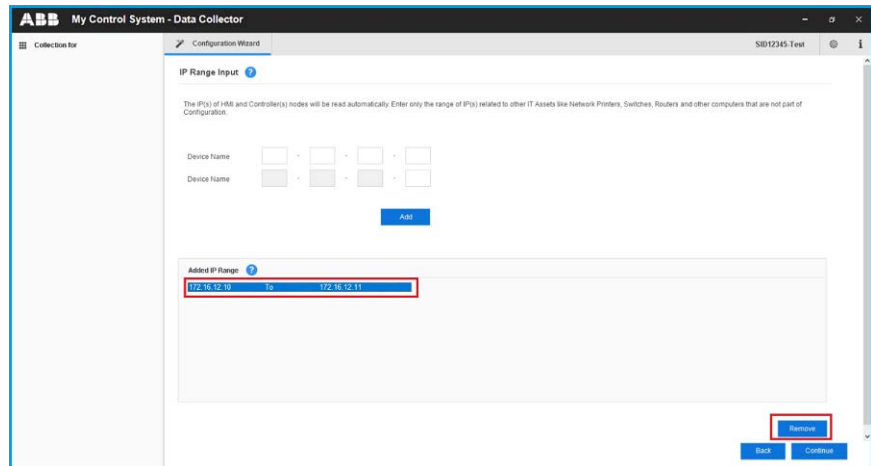 ABB My Control System - Data Collector
Collection for
Configuration Wizard
SID12345-Test
IP Range Input ?
The IP(s) of HMI and Controller(s) nodes will be read automatically. Enter only the range of IP(s) related to other IT Assets like Network Printers, Switches, Routers and other computers that are not part of
Configuration.
Device Name
Device Name
Add
Added IP Range ?
172.16.12.10 To 172.16.12.11
Remove
Back Continue